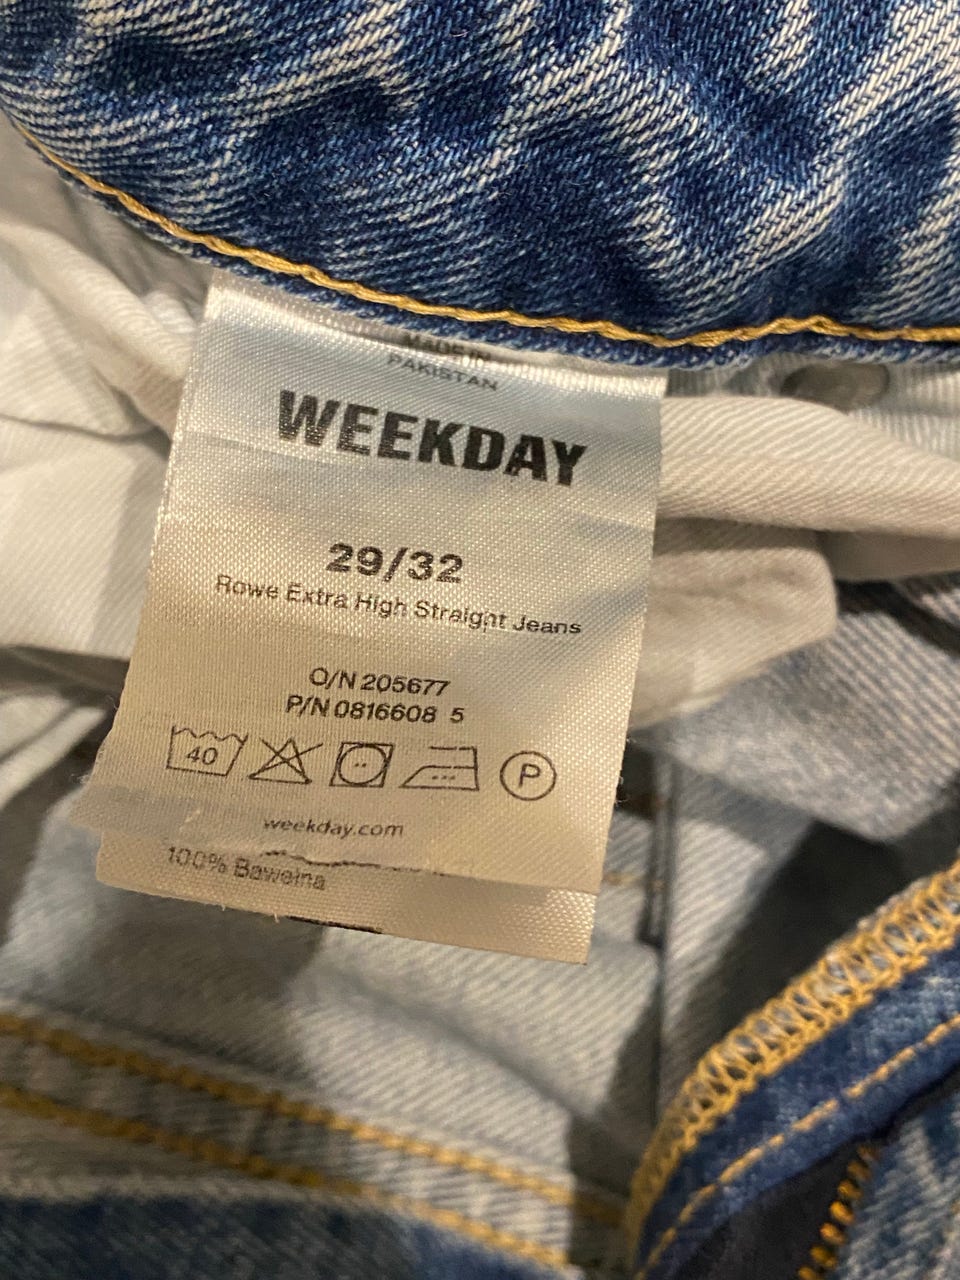 MADE IN
PAKISTAN
WEEKDAY
29/32
Rowe Extra High Straight Jeans
O/N 205677
P/N 0816608 5
40
P
weekday.com
100% Bawełna